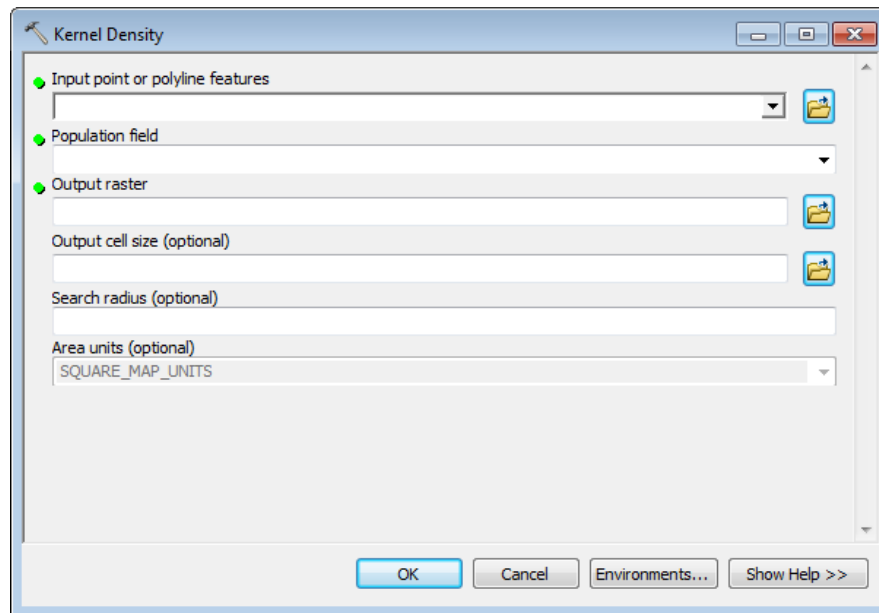 Kernel Density
Input point or polyline features
Population field
Output raster
Output cell size (optional)
Search radius (optional)
Area units (optional)
SQUARE_MAP_UNITS
OK Cancel Environments... Show Help >>